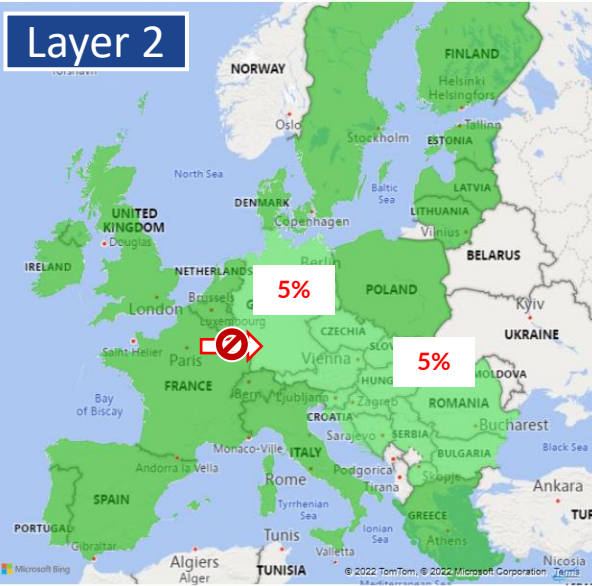 Layer 2
FINLAND
NORWAY
Helsinki
Helsingfors
Oslo
Tallinn
Stockholm
ESTONIA
North Sea
Baltic
Sea
LATVIA
DENMARK
LITHUANIA
UNITED
KINGDOM
Copenhagen
Vilnius
Douglas
BELARUS
IRELAND
NETHERLANDS
Berlin
POLAND
5%
Brussels
Kyiv
London
Luxembourg
UKRAINE
CZECHIA
Saint Helier
Paris
Vienna
SLOV
5%
MOLDOVA
FRANCE
Bern
HUNG
Bay
of Biscay
Ljubljana
Zagreb
ROMANIA
CROATIA
Bucharest
Sarajevo
SERBIA
Monaco-Ville
ITALY
BULGARIA
Black Sea
Andorra la Vella
Podgorica
Skopje
Rome
Tirana
Ankara
SPAIN
Tyrrhenian
Sea
GREECE
TUR
PORTUGAL
Ionian
Sea
Athens
Gibraltar
Tunis
Valletta
Algiers
Alger
TUNISIA
Nicosia
Microsoft Bing
© 2022 TomTom, © 2022 Microsoft Corporation Terms
Mediterranean Sea